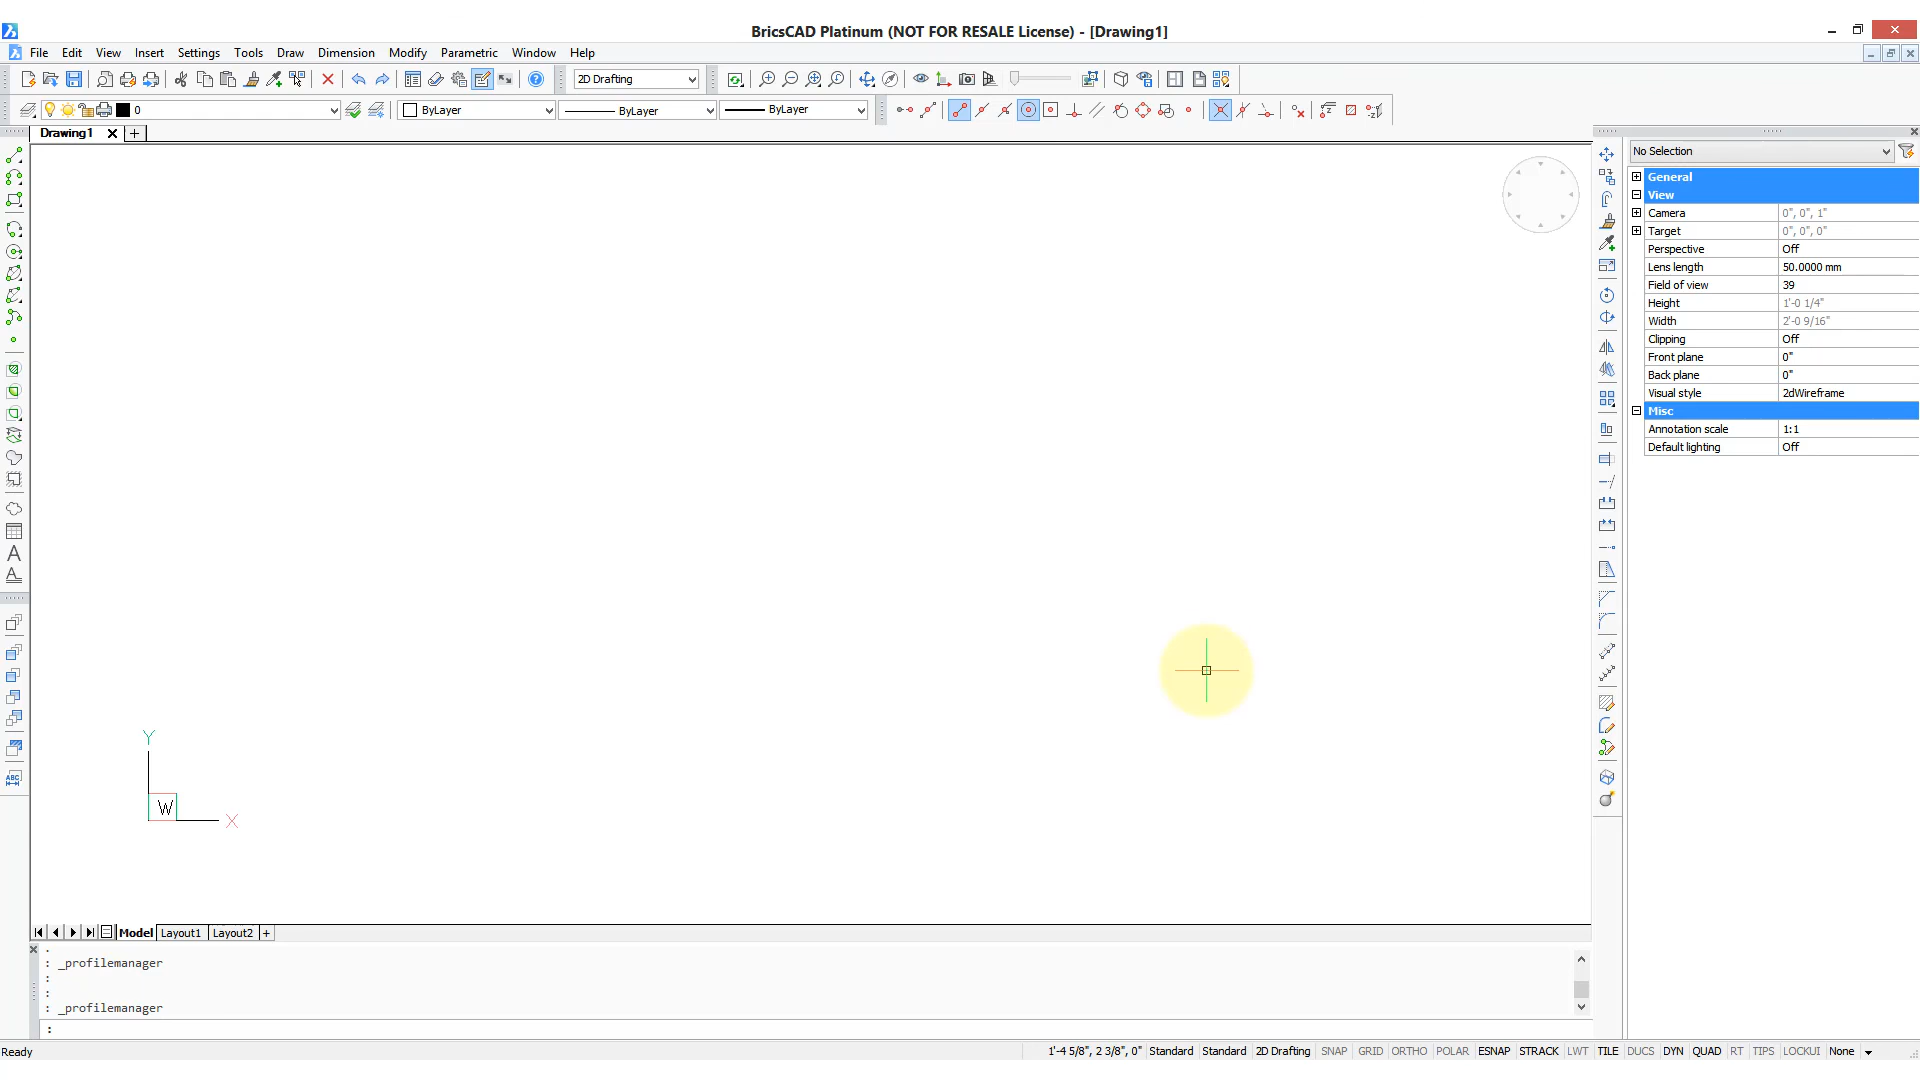 BricsCAD Platinum (NOT FOR RESALE License) - [Drawing1]
File Edit View Insert Settings Tools Draw Dimension Modify Parametric Window Help
2D Drafting
0 ByLayer ByLayer ByLayer
Drawing1
No Selection
General
View
Camera 0", 0", 1"
Target 0", 0", 0"
Perspective Off
Lens length 50.0000 mm
Field of view 39
Height 1'-0 1/4"
Width 2'-0 9/16"
Clipping Off
Front plane 0"
Back plane 0"
Visual style 2dWireframe
Misc
Annotation scale 1:1
Default lighting Off
A
A
ABC
Y
W
X
Model Layout1 Layout2 +
:
: _profilemanager
:
:
: _profilemanager
:
Ready 1'-4 5/8", 2 3/8", 0" Standard Standard 2D Drafting SNAP GRID ORTHO POLAR ESNAP STRACK LWT TILE DUCS DYN QUAD RT TIPS LOCKUI None